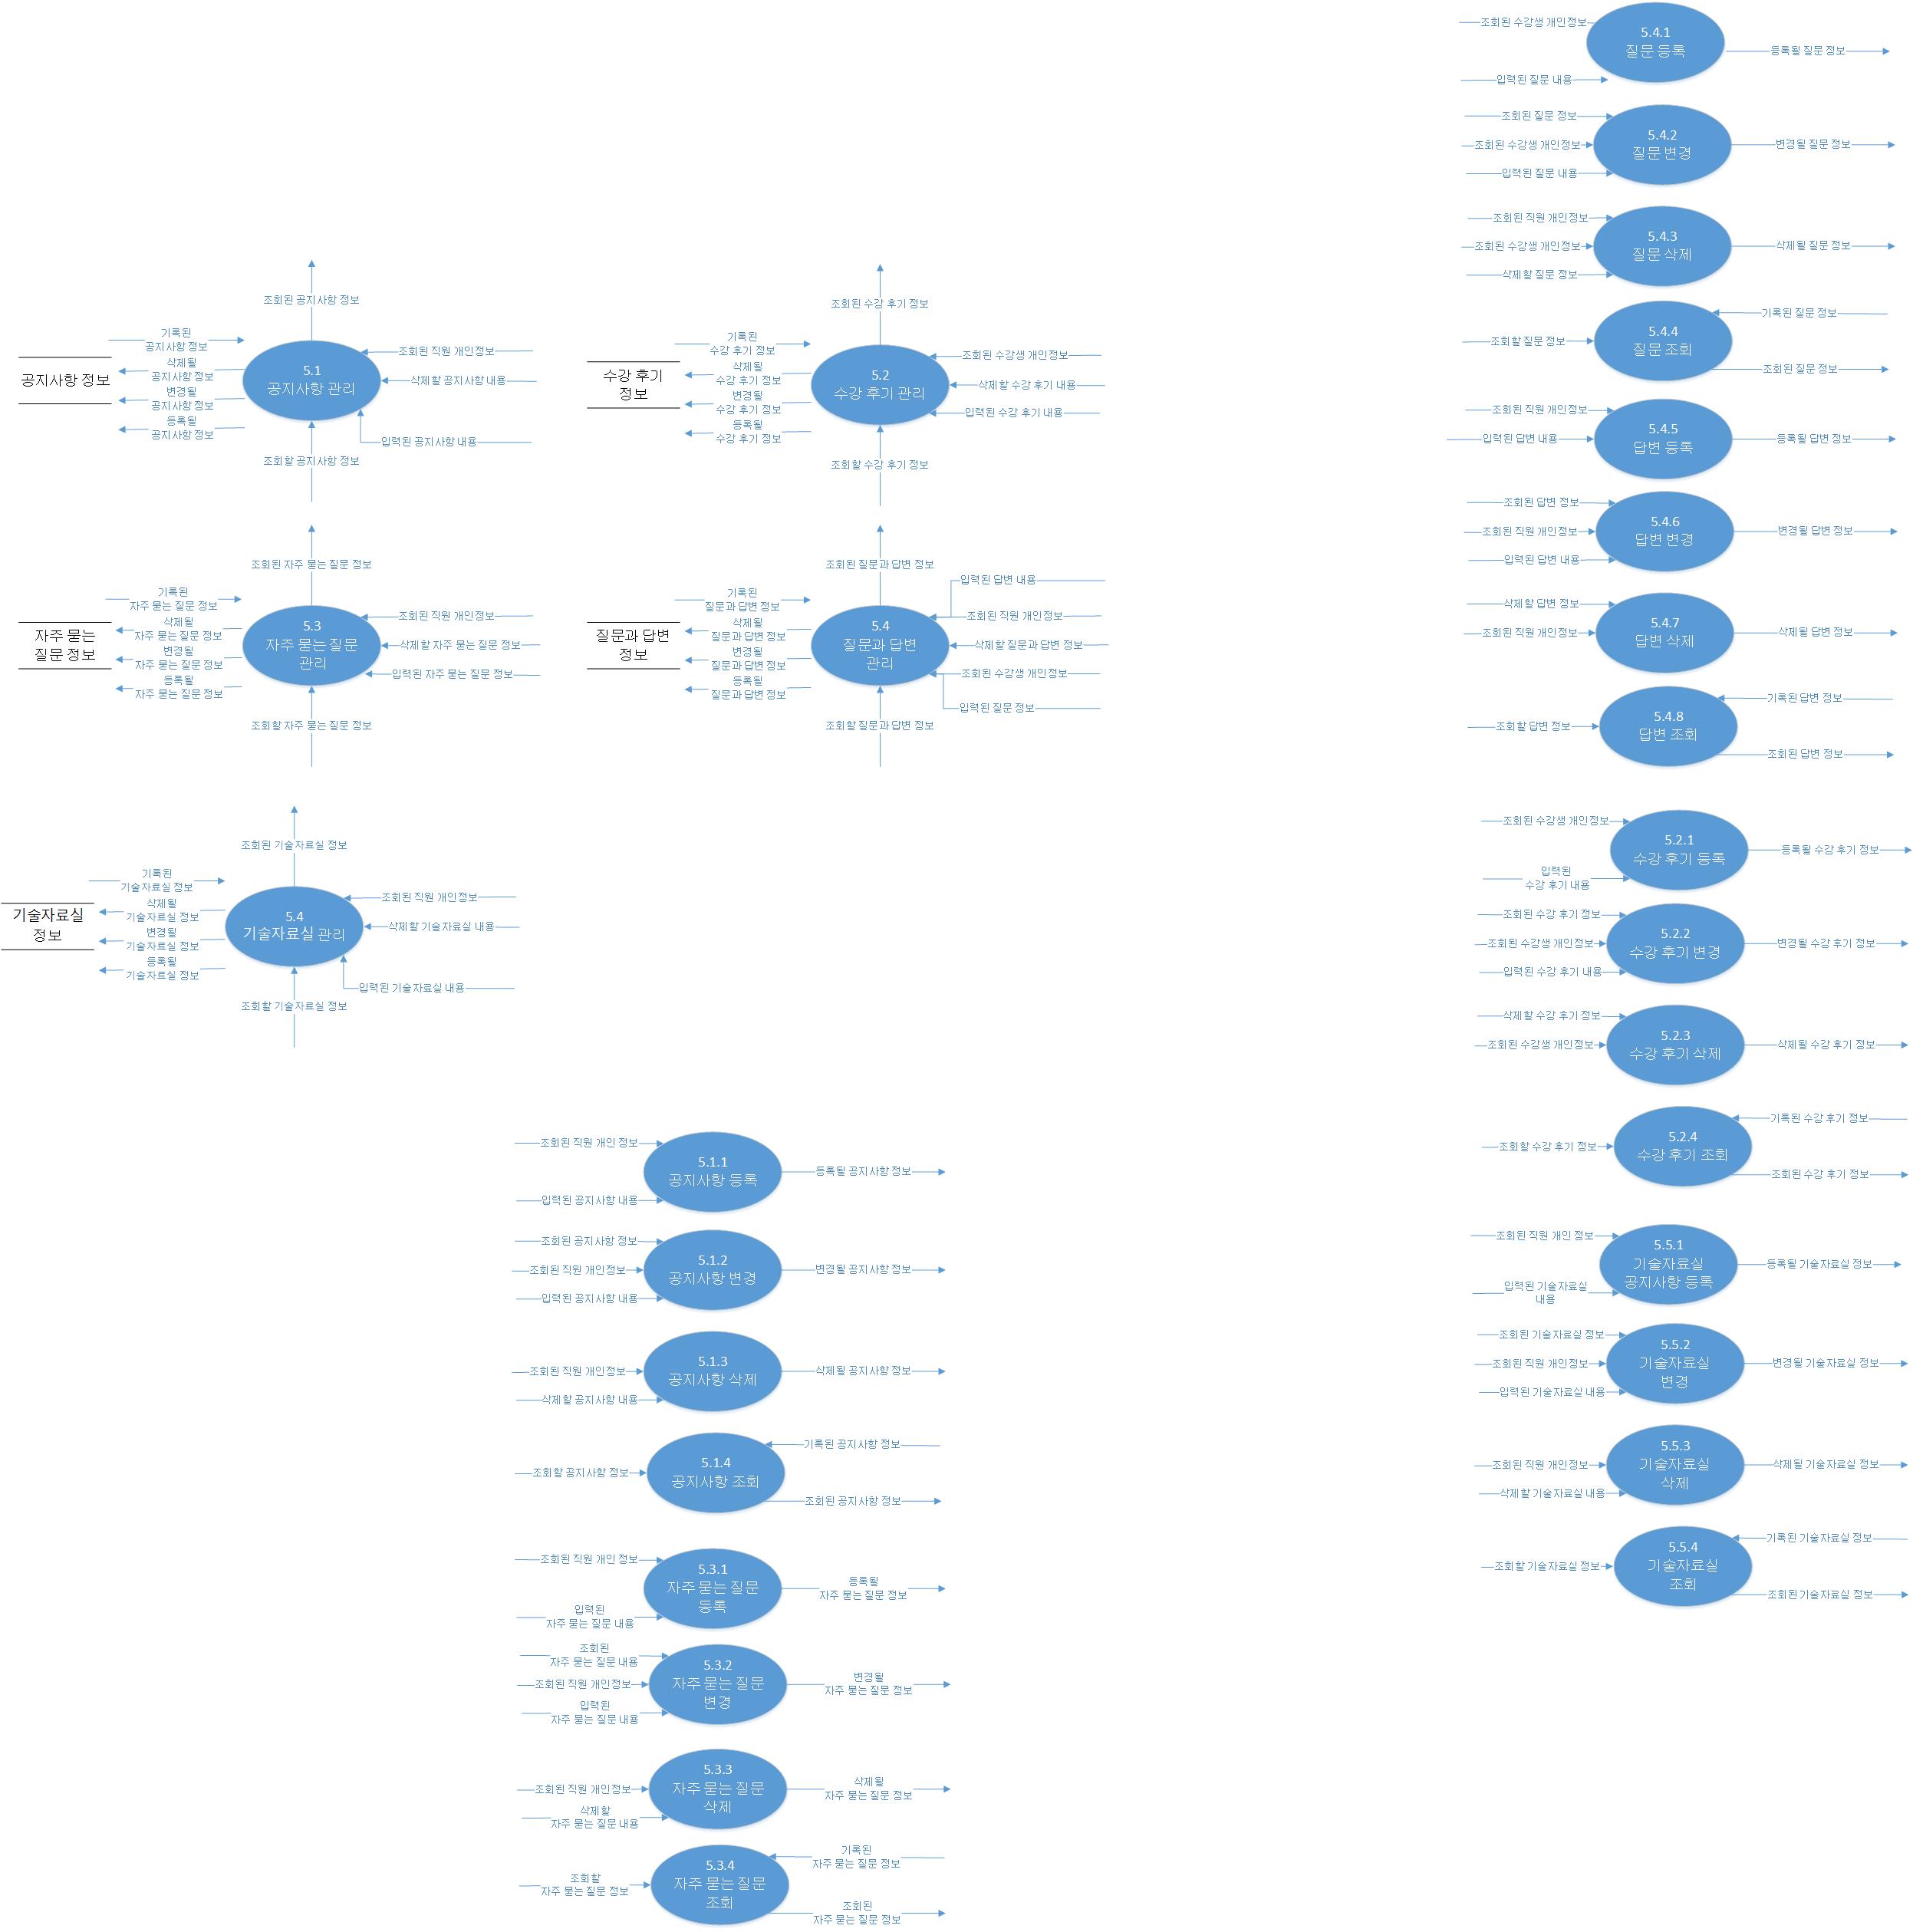 조회된 공지사항 정보
기록된
공지사항 정보
삭제될
공지사항 정보
변경될
공지사항 정보
등록될
공지사항 정보
공지사항 정보
5.1
공지사항 관리
조회된 직원 개인정보
삭제할 공지사항 내용
입력된 공지사항 내용
조회할 공지사항 정보
조회된 수강 후기 정보
기록된
수강 후기 정보
삭제될
수강 후기 정보
변경될
수강 후기 정보
등록될
수강 후기 정보
수강 후기
정보
5.2
수강 후기 관리
조회된 수강생 개인정보
삭제할 수강 후기 내용
입력된 수강 후기 내용
조회할 수강 후기 정보
조회된 자주 묻는 질문 정보
기록된
자주 묻는 질문 정보
삭제될
자주 묻는 질문 정보
변경될
자주 묻는 질문 정보
등록될
자주 묻는 질문 정보
자주 묻는
질문 정보
5.3
자주 묻는 질문
관리
조회된 직원 개인정보
삭제할 자주 묻는 질문 정보
입력된 자주 묻는 질문 정보
조회할 자주 묻는 질문 정보
조회된 질문과 답변 정보
기록된
질문과 답변 정보
삭제될
질문과 답변 정보
변경될
질문과 답변 정보
등록될
질문과 답변 정보
질문과 답변
정보
5.4
질문과 답변
관리
입력된 답변 내용
조회된 직원 개인정보
삭제할 질문과 답변 정보
조회된 수강생 개인정보
입력된 질문 정보
조회할 질문과 답변 정보
조회된 기술자료실 정보
기록된
기술자료실 정보
삭제될
기술자료실 정보
변경될
기술자료실 정보
등록될
기술자료실 정보
기술자료실
정보
5.4
기술자료실 관리
조회된 직원 개인정보
삭제할 기술자료실 내용
입력된 기술자료실 내용
조회할 기술자료실 정보
조회된 직원 개인 정보
입력된 공지사항 내용
5.1.1
공지사항 등록
등록될 공지사항 정보
조회된 공지사항 정보
조회된 직원 개인정보
입력된 공지사항 내용
5.1.2
공지사항 변경
변경될 공지사항 정보
조회된 직원 개인정보
삭제할 공지사항 내용
5.1.3
공지사항 삭제
삭제될 공지사항 정보
조회할 공지사항 정보
5.1.4
공지사항 조회
기록된 공지사항 정보
조회된 공지사항 정보
조회된 직원 개인 정보
입력된
자주 묻는 질문 내용
5.3.1
자주 묻는 질문
등록
등록될
자주 묻는 질문 정보
조회된
자주 묻는 질문 내용
조회된 직원 개인정보
입력된
자주 묻는 질문 내용
5.3.2
자주 묻는 질문
변경
변경될
자주 묻는 질문 정보
조회된 직원 개인정보
삭제할
자주 묻는 질문 내용
5.3.3
자주 묻는 질문
삭제
삭제될
자주 묻는 질문 정보
조회할
자주 묻는 질문 정보
5.3.4
자주 묻는 질문
조회
기록된
자주 묻는 질문 정보
조회된
자주 묻는 질문 정보
조회된 수강생 개인정보
입력된 질문 내용
5.4.1
질문 등록
등록될 질문 정보
조회된 질문 정보
조회된 수강생 개인정보
입력된 질문 내용
5.4.2
질문 변경
변경될 질문 정보
조회된 직원 개인정보
조회된 수강생 개인정보
삭제할 질문 정보
5.4.3
질문 삭제
삭제될 질문 정보
조회할 질문 정보
5.4.4
질문 조회
기록된 질문 정보
조회된 질문 정보
조회된 직원 개인정보
입력된 답변 내용
5.4.5
답변 등록
등록될 답변 정보
조회된 답변 정보
조회된 직원 개인정보
입력된 답변 내용
5.4.6
답변 변경
변경될 답변 정보
삭제할 답변 정보
조회된 직원 개인정보
5.4.7
답변 삭제
삭제될 답변 정보
조회할 답변 정보
5.4.8
답변 조회
기록된 답변 정보
조회된 답변 정보
조회된 수강생 개인정보
입력된
수강 후기 내용
5.2.1
수강 후기 등록
등록될 수강 후기 정보
조회된 수강 후기 정보
조회된 수강생 개인정보
입력된 수강 후기 내용
5.2.2
수강 후기 변경
변경될 수강 후기 정보
삭제할 수강 후기 정보
조회된 수강생 개인정보
5.2.3
수강 후기 삭제
삭제될 수강 후기 정보
조회할 수강 후기 정보
5.2.4
수강 후기 조회
기록된 수강 후기 정보
조회된 수강 후기 정보
조회된 직원 개인 정보
입력된 기술자료실
내용
5.5.1
기술자료실
공지사항 등록
등록될 기술자료실 정보
조회된 기술자료실 정보
조회된 직원 개인정보
입력된 기술자료실 내용
5.5.2
기술자료실
변경
변경될 기술자료실 정보
조회된 직원 개인정보
삭제할 기술자료실 내용
5.5.3
기술자료실
삭제
삭제될 기술자료실 정보
조회할 기술자료실 정보
5.5.4
기술자료실
조회
기록된 기술자료실 정보
조회된 기술자료실 정보